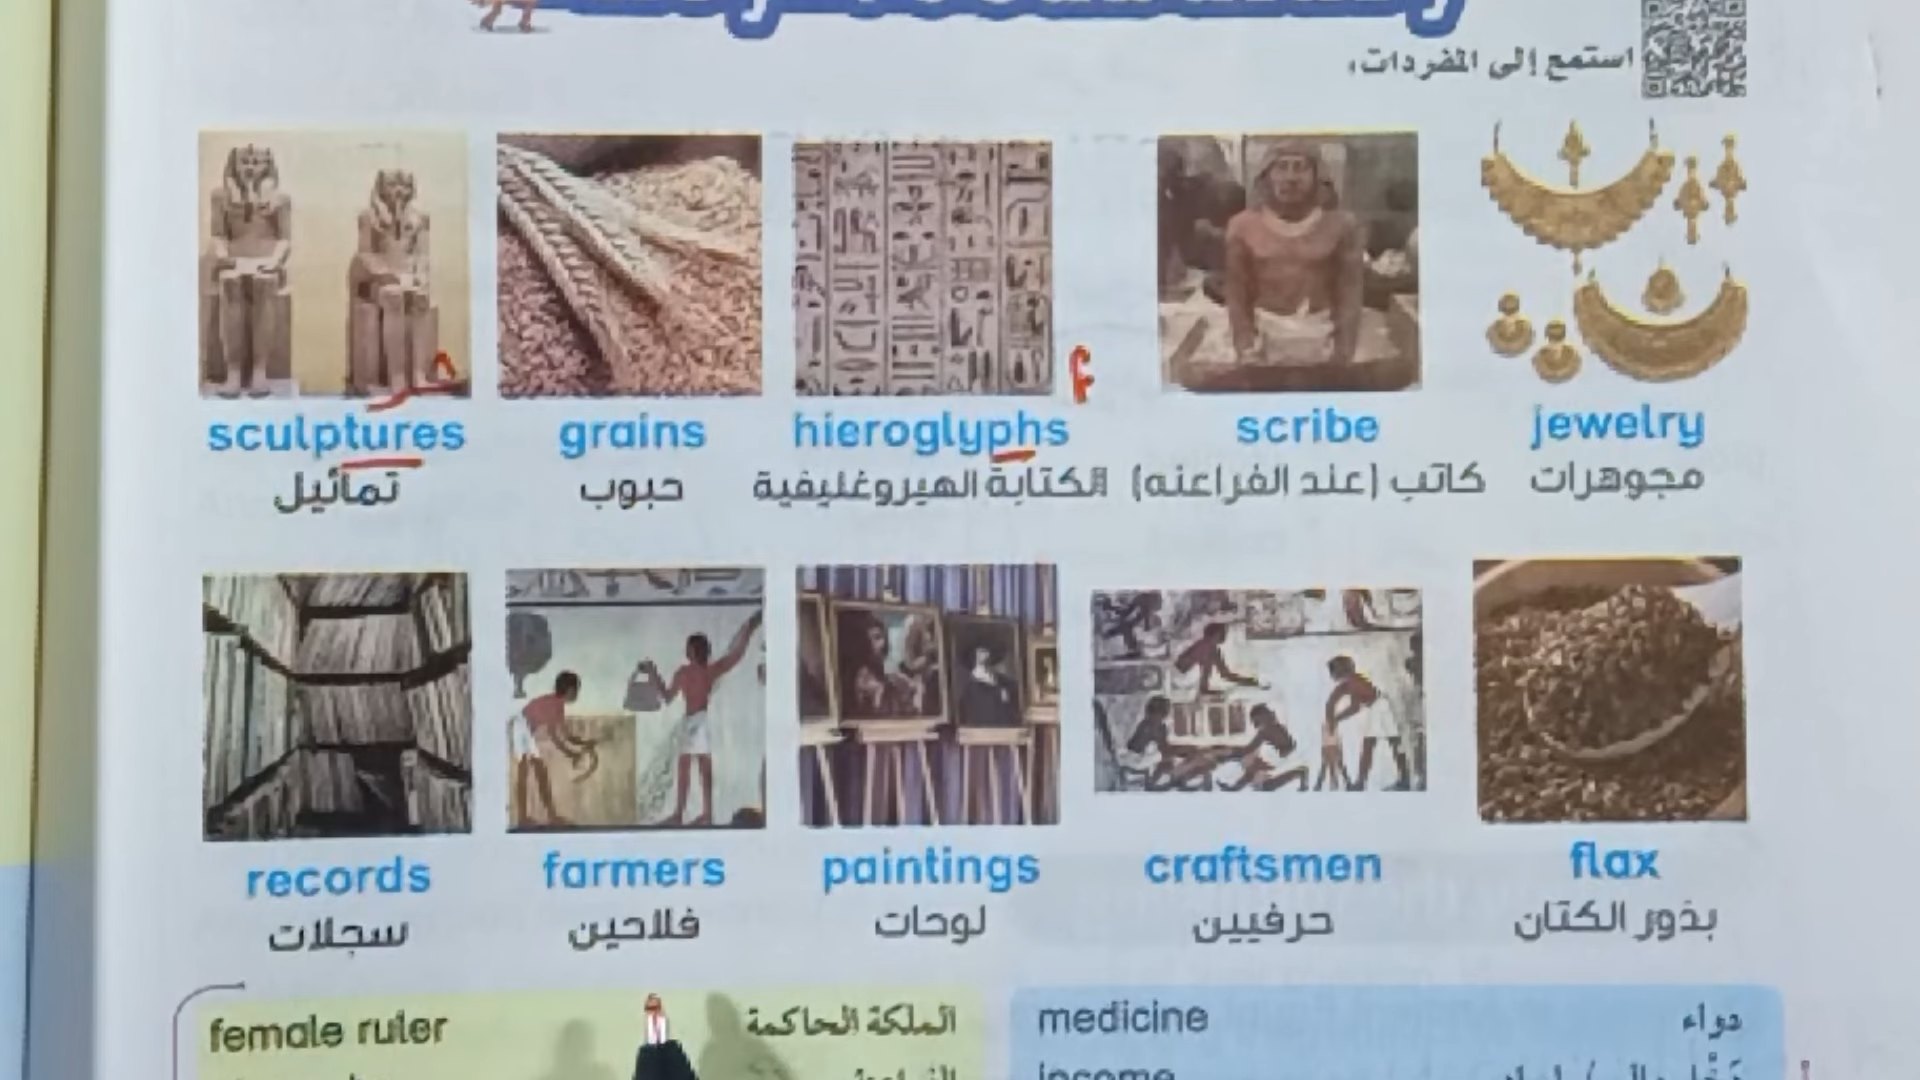 استمع إلى المفردات،
sculptures grains hieroglyphs scribe jewelry
تماثيل حبوب الكتابة الهيروغليفية كاتب (عند الفراعنه) مجوهرات
f
records farmers paintings craftsmen flax
سجلات فلاحين لوحات حرفيين بذور الكتان
female ruler الملكة الحاكمة medicine دواء
income